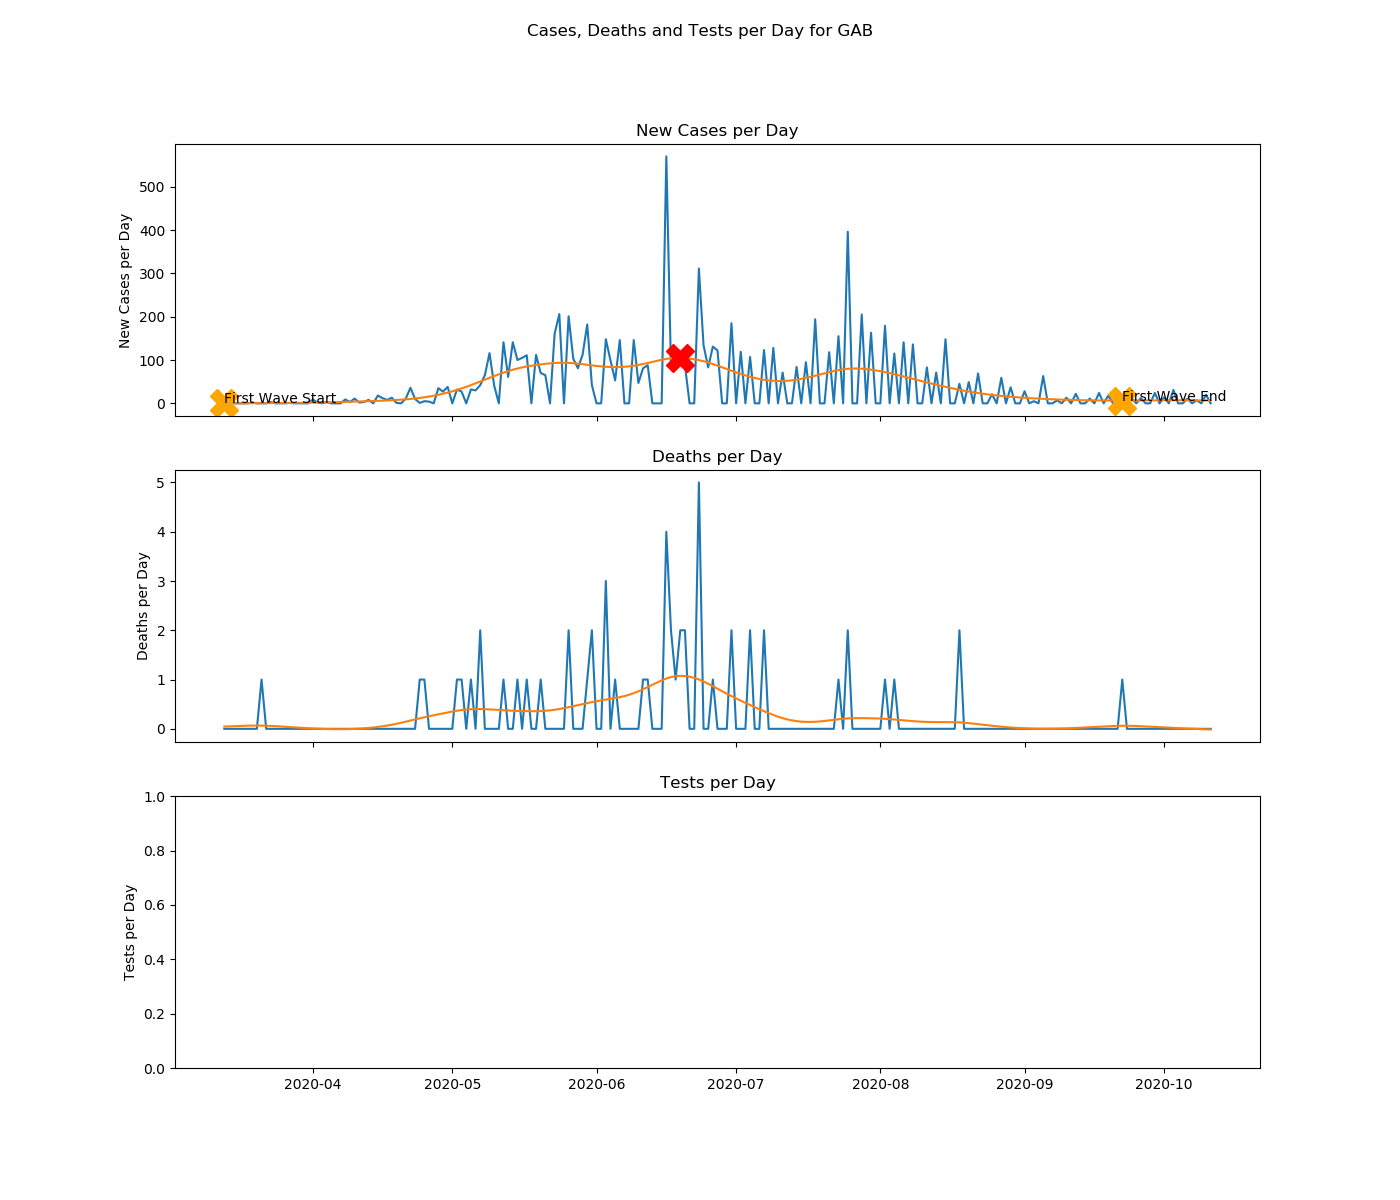 Cases, Deaths and Tests per Day for GAB
New Cases per Day
New Cases per Day
500
400
300
200
100
0
First Wave Start
First Wave End
Deaths per Day
Deaths per Day
5
4
3
2
1
0
Tests per Day
Tests per Day
1.0
0.8
0.6
0.4
0.2
0.0
2020-04 2020-05 2020-06 2020-07 2020-08 2020-09 2020-10